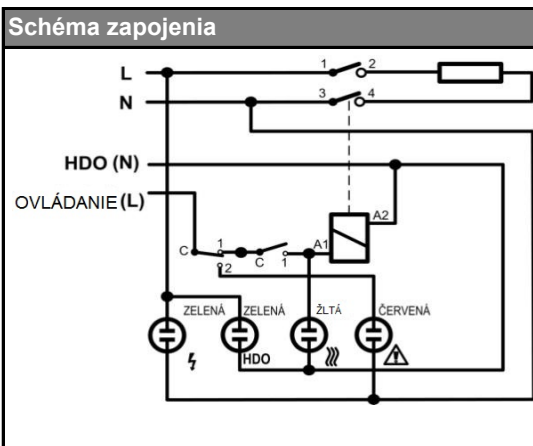 Schéma zapojenia
1 2
L
3 4
N
HDO (N)
OVLÁDANIE (L)
A2
C 1 A1
2 C 1
ZELENÁ ZELENÁ ŽLTÁ ČERVENÁ
HDO